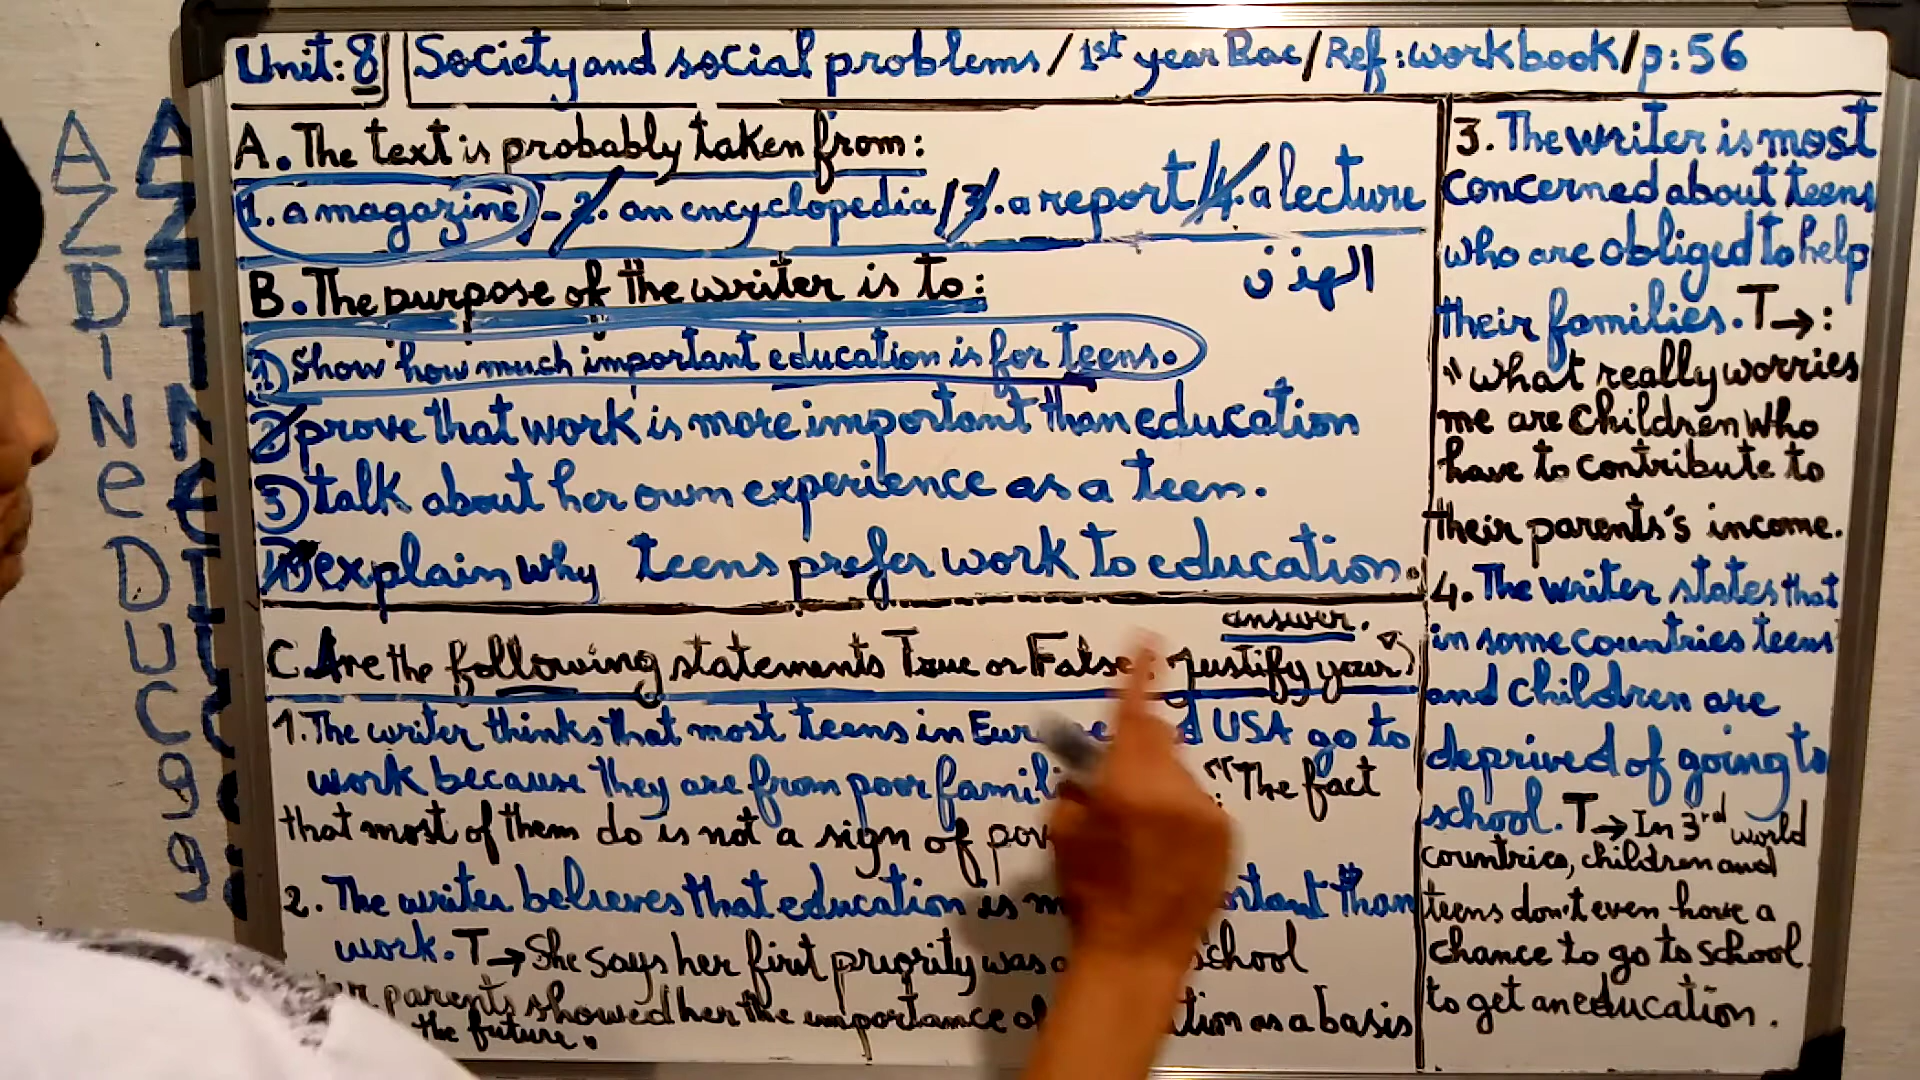 Unit: 8
Society and social problems / 1st year Bac / Ref: workbook / p: 56
A. The text is probably taken from:
1. a magazine - 2. an encyclopedia / 3. a report / 4. a lecture
الهدف
B. The purpose of the writer is to:
1) Show how much important education is for teens.
2) prove that work is more important than education
3) talk about her own experience as a teen.
4) explain why teens prefer work to education.
answer.
C. Are the following statements True or False: justify your
1. The writer thinks that most teens in USA go to
work because they are from poor "The fact
that most of them do is not a sign of
2. The writer believes that education is than
work. T → She says her first priority was school
parents showed her the importance as a basis
the future.
3. The writer is most
concerned about teens
who are obliged to help
their families. T → :
"what really worries
me are children who
have to contribute to
their parents's income.
4. The writer states that
in some countries teens
and children are
deprived of going to
school. T → In 3rd world
countries, children and
teens don't even have a
chance to go to school
to get an education.
AZDINeDUC99